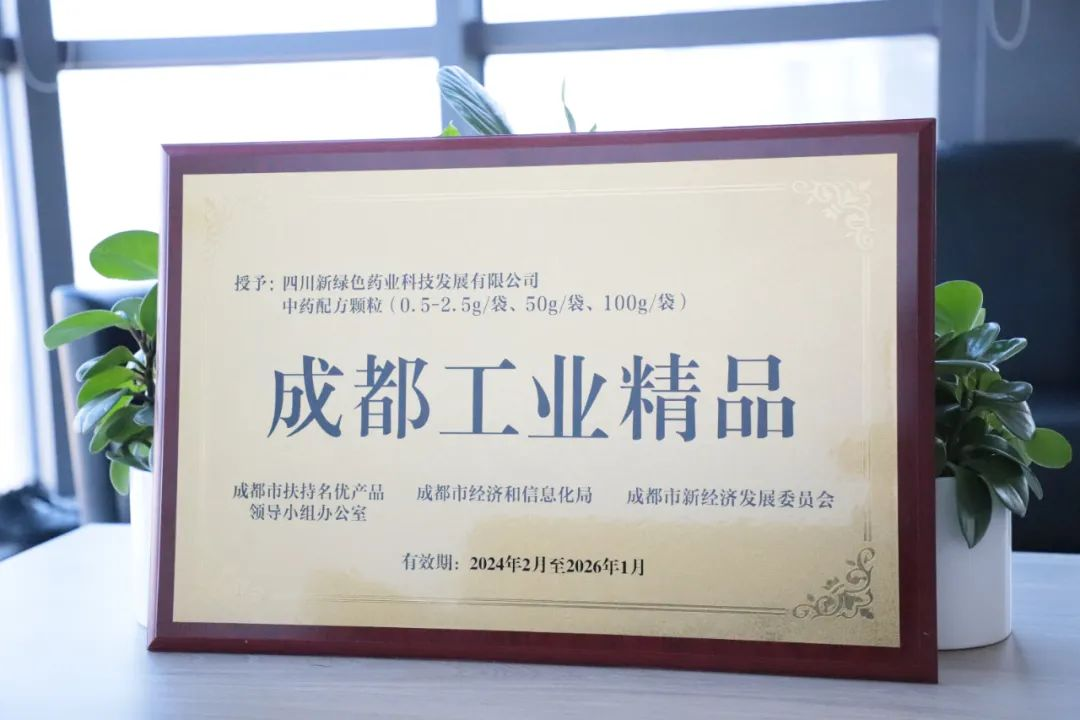 授予：四川新绿色药业科技发展有限公司
中药配方颗粒（0.5-2.5g/袋、50g/袋、100g/袋）
成都工业精品
成都市扶持名优产品
领导小组办公室
成都市经济和信息化局
成都市新经济发展委员会
有效期：2024年2月至2026年1月